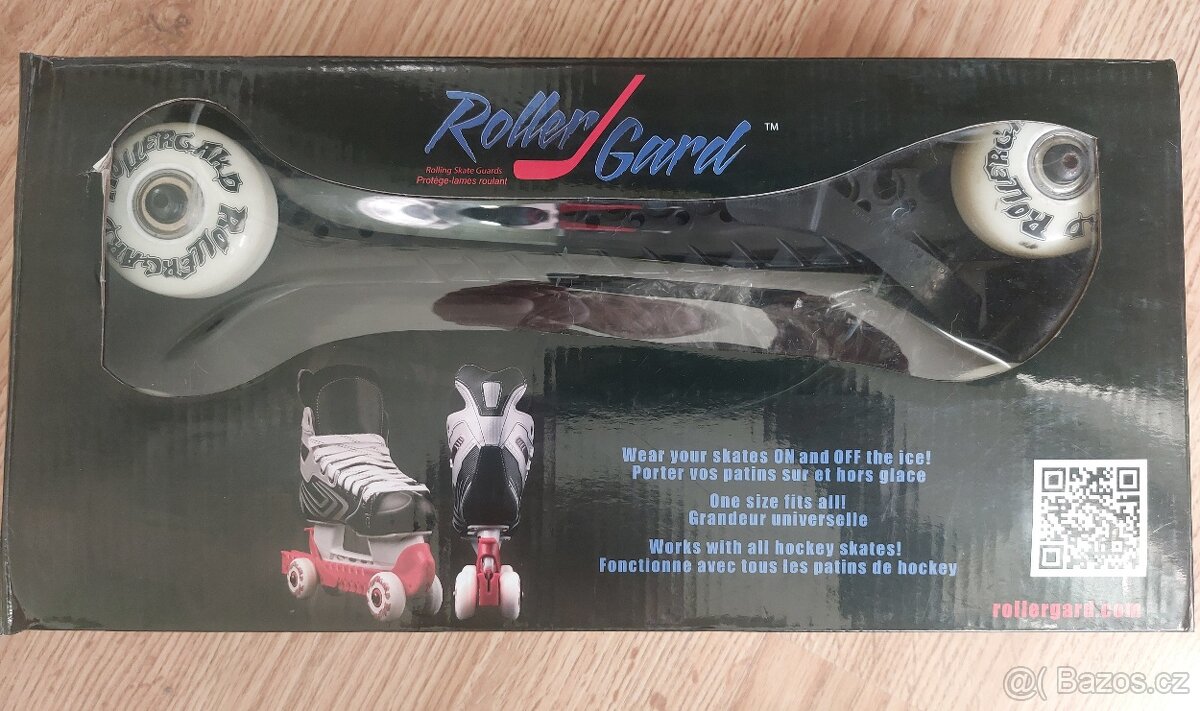 Roller Gard ™
Rolling Skate Guards
Protège-lames roulant
ROLLERGARD ROLLERGARD
ROLLERG
Wear your skates ON and OFF the ice!
Porter vos patins sur et hors glace
One size fits all!
Grandeur universelle
Works with all hockey skates!
Fonctionne avec tous les patins de hockey
rollergard.com
@( Bazos.cz